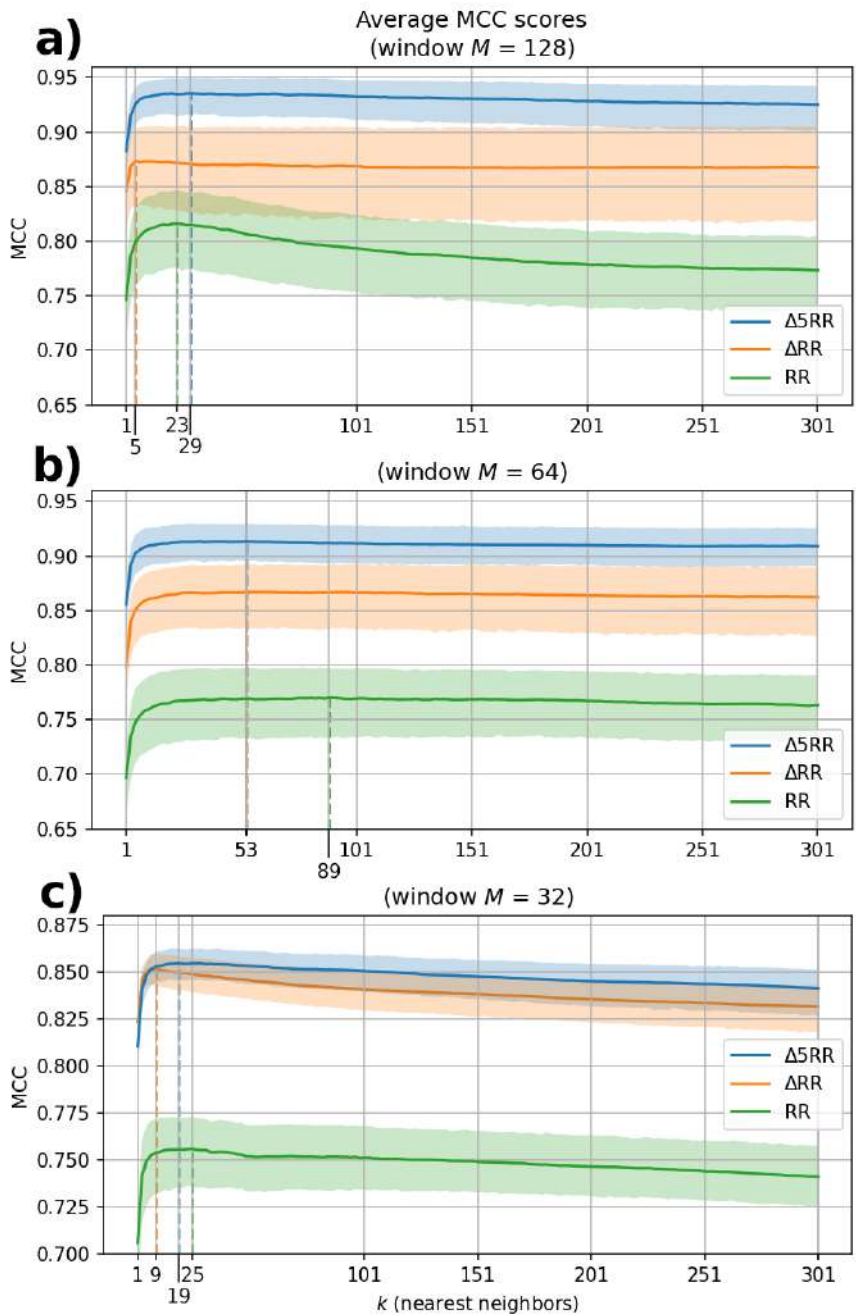 Average MCC scores
a)
(window M = 128)
0.95
0.90
0.85
0.80
0.75
0.70
0.65
MCC
Δ5RR
ΔRR
RR
1 23 101 151 201 251 301
5 29
b)
(window M = 64)
0.95
0.90
0.85
0.80
0.75
0.70
0.65
MCC
Δ5RR
ΔRR
RR
1 53 101 151 201 251 301
89
c)
(window M = 32)
0.875
0.850
0.825
0.800
0.775
0.750
0.725
0.700
MCC
Δ5RR
ΔRR
RR
1 9 25 101 151 201 251 301
19
k (nearest neighbors)